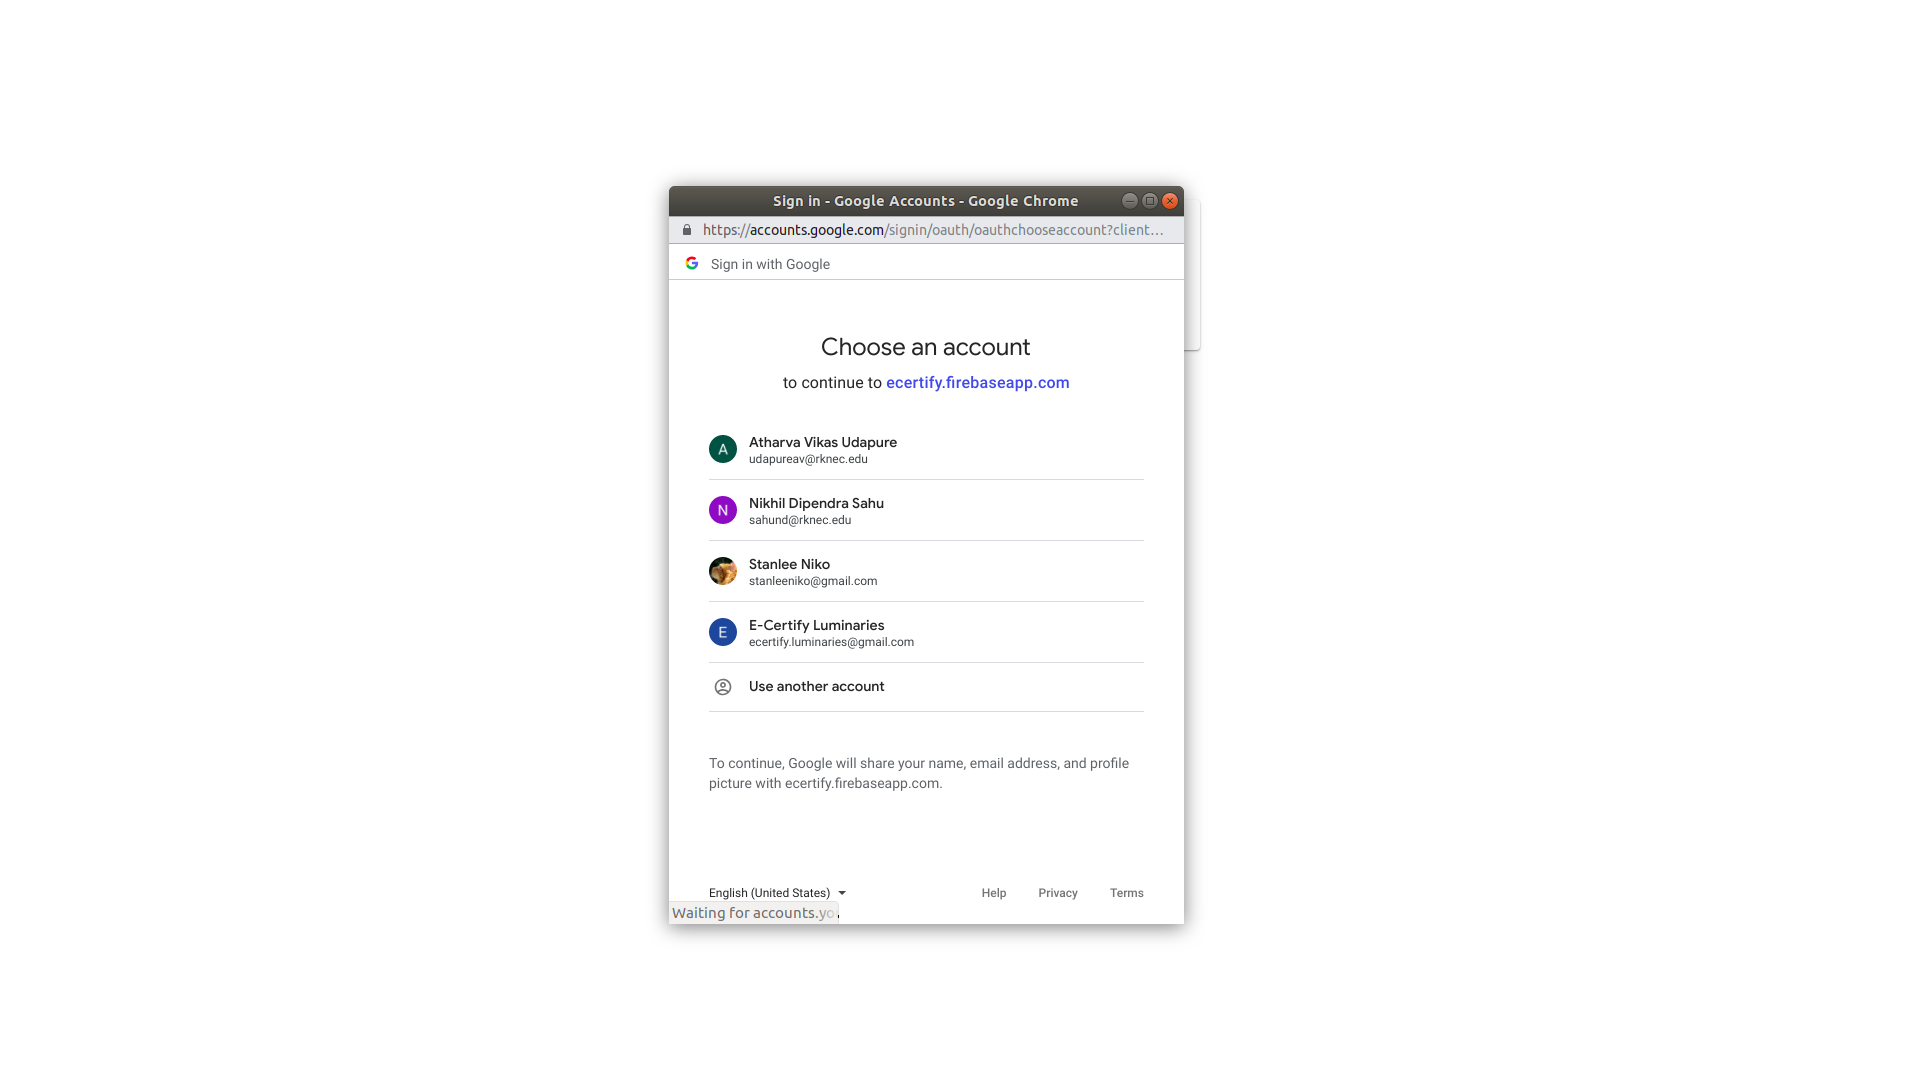 Sign in - Google Accounts - Google Chrome
https://accounts.google.com/signin/oauth/oauthchooseaccount?client...
Sign in with Google
Choose an account
to continue to ecertify.firebaseapp.com
A
Atharva Vikas Udapure
udapureav@rknec.edu
N
Nikhil Dipendra Sahu
sahund@rknec.edu
Stanlee Niko
stanleeniko@gmail.com
E
E-Certify Luminaries
ecertify.luminaries@gmail.com
Use another account
To continue, Google will share your name, email address, and profile
picture with ecertify.firebaseapp.com.
English (United States) Help Privacy Terms
Waiting for accounts.yo